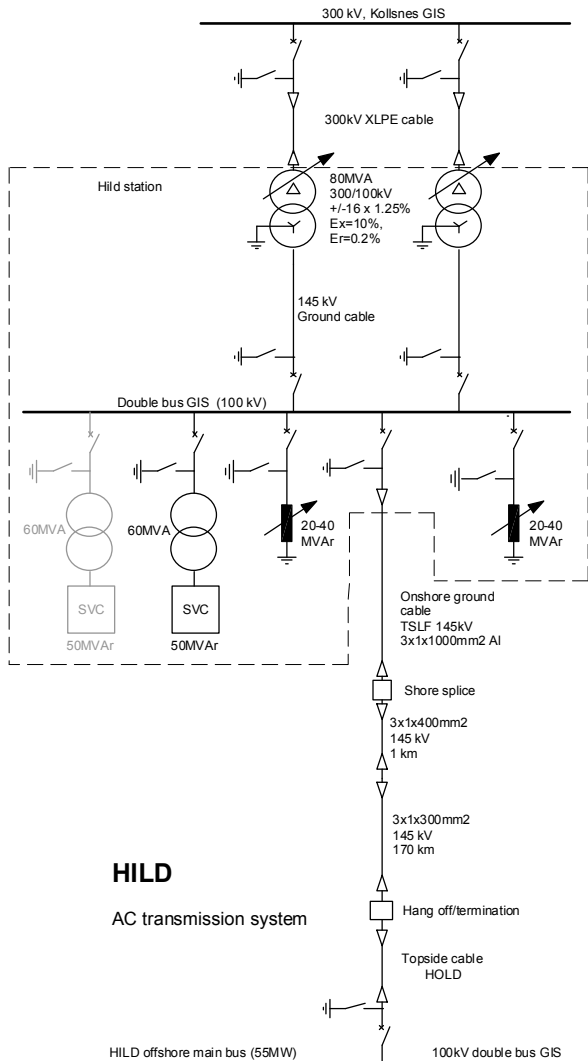 300 kV, Kollsnes GIS
300kV XLPE cable
Hild station
80MVA
300/100kV
+/-16 x 1.25%
Ex=10%,
Er=0.2%
145 kV
Ground cable
Double bus GIS (100 kV)
60MVA
SVC
50MVAr
60MVA
SVC
50MVAr
20-40
MVAr
20-40
MVAr
Onshore ground
cable
TSLF 145kV
3x1x1000mm2 Al
Shore splice
3x1x400mm2
145 kV
1 km
3x1x300mm2
145 kV
170 km
HILD
AC transmission system
Hang off/termination
Topside cable
HOLD
HILD offshore main bus (55MW)
100kV double bus GIS